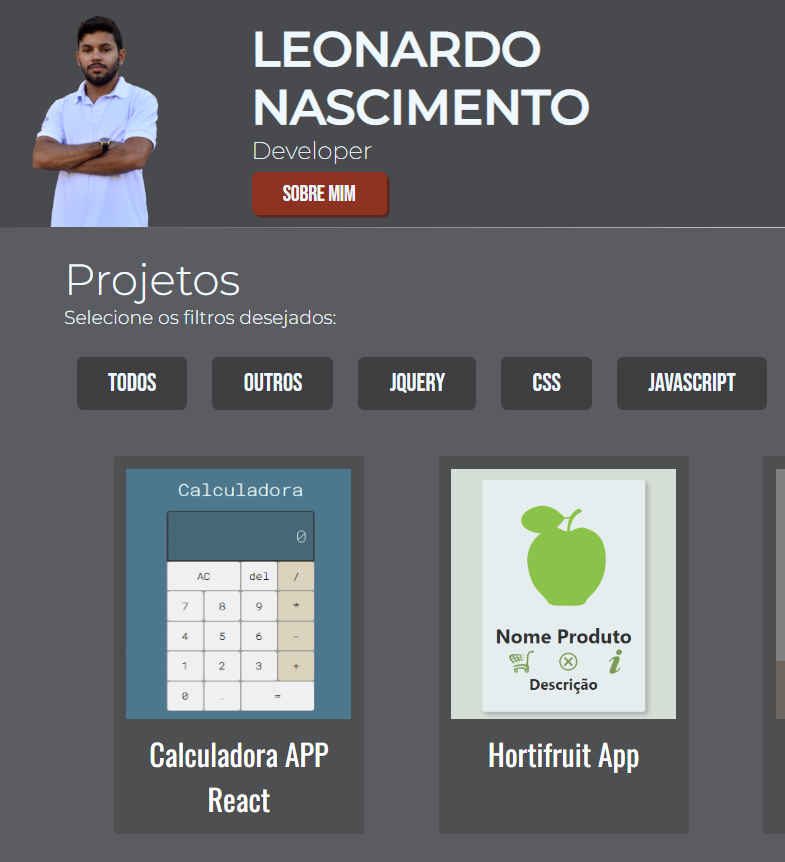 LEONARDO
NASCIMENTO
Developer
SOBRE MIM
Projetos
Selecione os filtros desejados:
TODOS OUTROS JQUERY CSS JAVASCRIPT
Calculadora
0
AC del /
7 8 9 *
4 5 6 -
1 2 3 +
0 . =
Calculadora APP
React
Nome Produto
Descrição
Hortifruit App